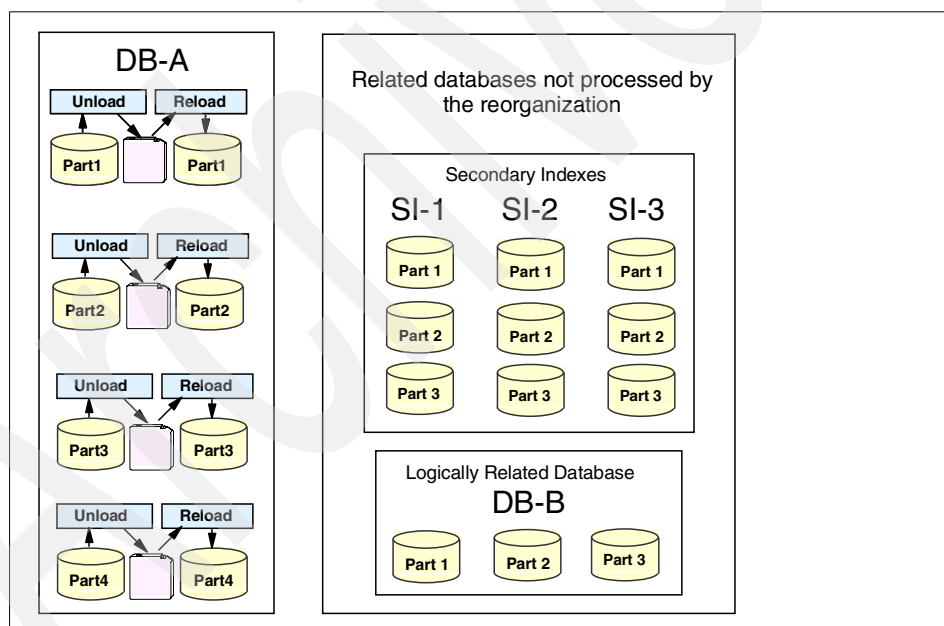 DB-A
Unload Reload
Part1 Part1
Unload Reload
Part2 Part2
Unload Reload
Part3 Part3
Unload Reload
Part4 Part4
Related databases not processed by
the reorganization
Secondary Indexes
SI-1 SI-2 SI-3
Part 1 Part 1 Part 1
Part 2 Part 2 Part 2
Part 3 Part 3 Part 3
Logically Related Database
DB-B
Part 1 Part 2 Part 3